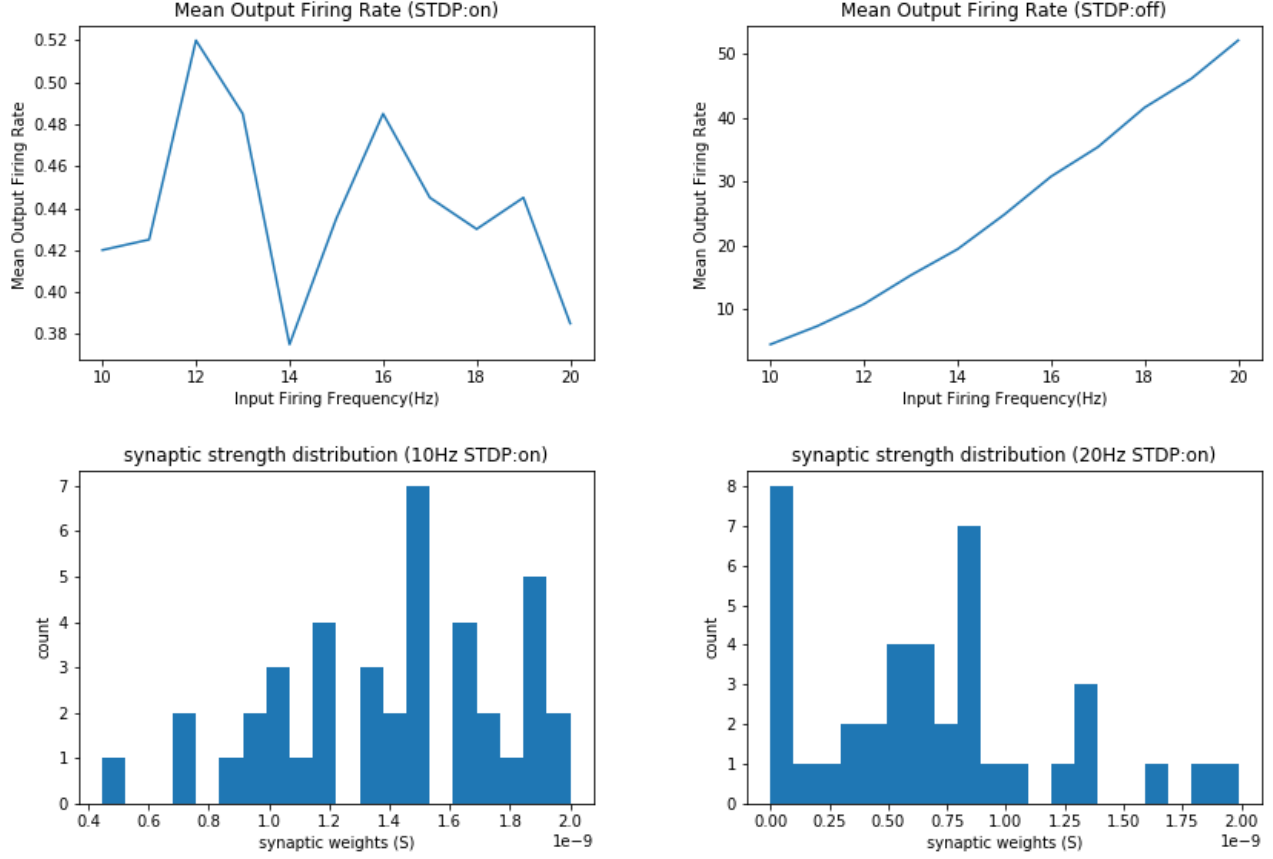 Mean Output Firing Rate (STDP:on)
Mean Output Firing Rate
0.52
0.50
0.48
0.46
0.44
0.42
0.40
0.38
10 12 14 16 18 20
Input Firing Frequency(Hz)
Mean Output Firing Rate (STDP:off)
Mean Output Firing Rate
50
40
30
20
10
10 12 14 16 18 20
Input Firing Frequency(Hz)
synaptic strength distribution (10Hz STDP:on)
count
7
6
5
4
3
2
1
0
0.4 0.6 0.8 1.0 1.2 1.4 1.6 1.8 2.0
synaptic weights (S)
1e−9
synaptic strength distribution (20Hz STDP:on)
count
8
7
6
5
4
3
2
1
0
0.00 0.25 0.50 0.75 1.00 1.25 1.50 1.75 2.00
synaptic weights (S)
1e−9